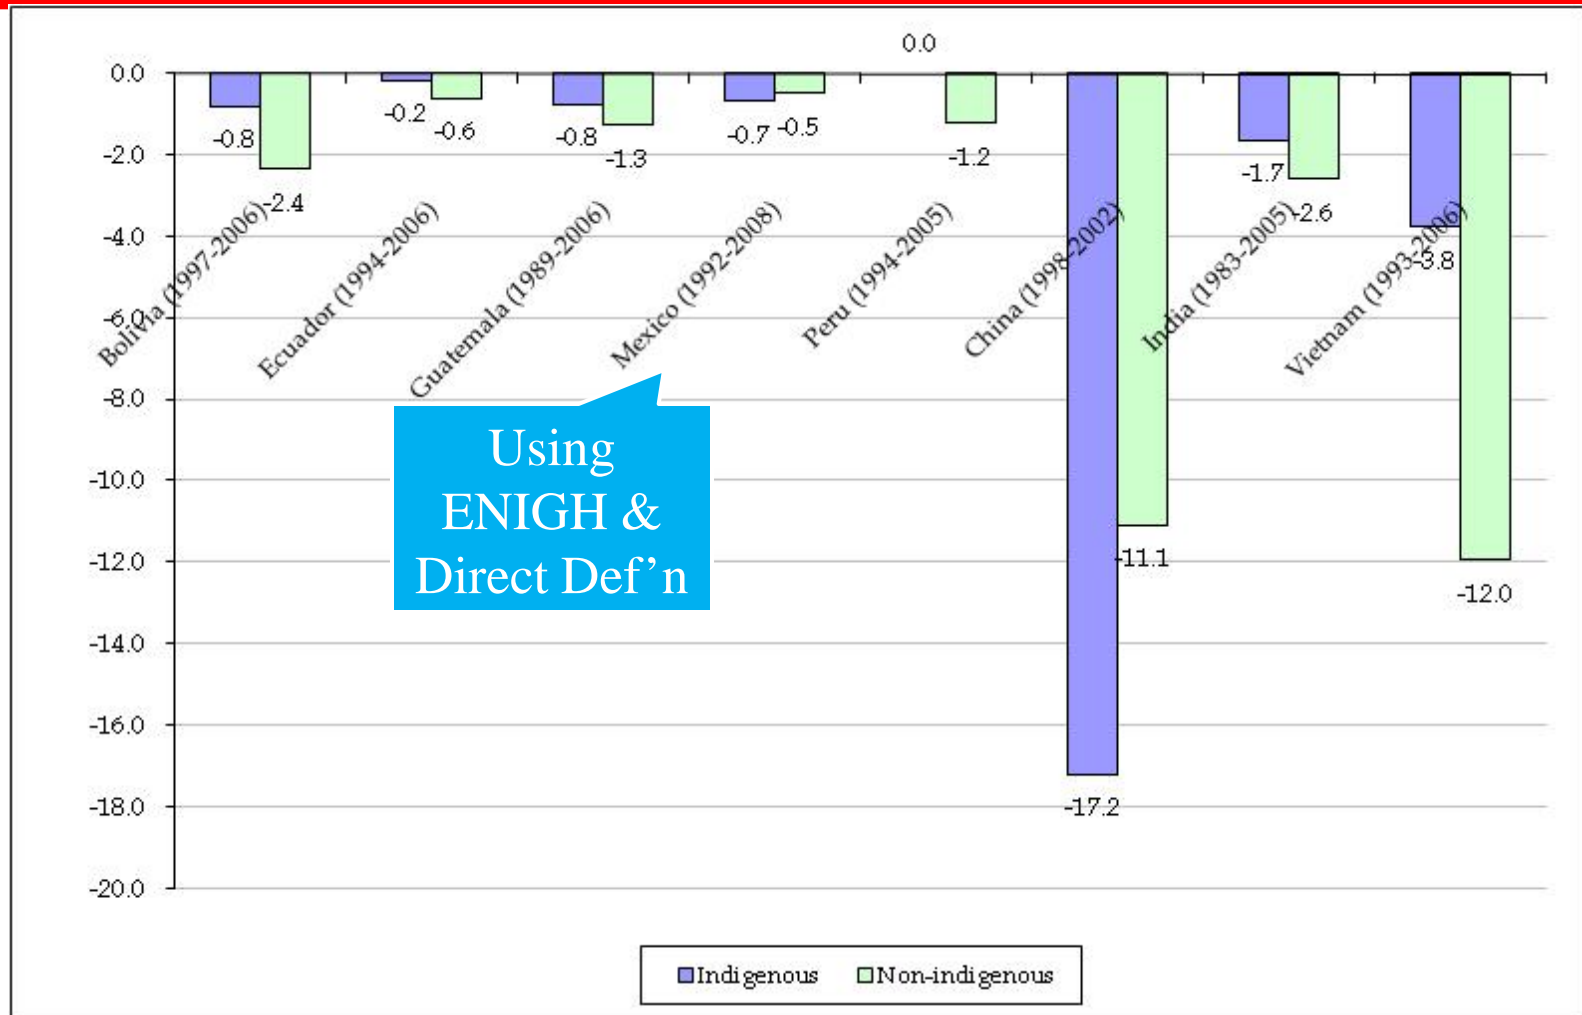 0.0
0.0
-2.0
-4.0
-6.0
-8.0
-10.0
-12.0
-14.0
-16.0
-18.0
-20.0
-0.8
-2.4
-0.2
-0.6
-0.8
-1.3
-0.7
-0.5
-1.2
-17.2
-11.1
-1.7
-2.6
-3.8
-12.0
Bolivia (1997-2006)
Ecuador (1994-2006)
Guatemala (1989-2006)
Mexico (1992-2008)
Peru (1994-2005)
China (1998-2002)
India (1983-2005)
Vietnam (1993-2006)
Using
ENIGH &
Direct Def’n
Indigenous
Non-indigenous